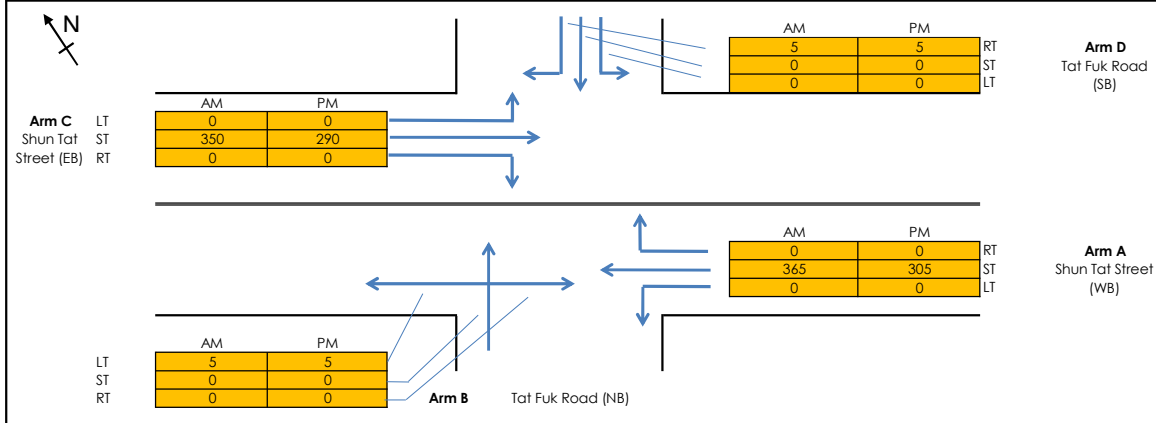 N
AM PM
5 5 RT
0 0 ST
0 0 LT
Arm D
Tat Fuk Road
(SB)
AM PM
Arm C LT 0 0
Shun Tat ST 350 290
Street (EB) RT 0 0
AM PM
0 0 RT
365 305 ST
0 0 LT
Arm A
Shun Tat Street
(WB)
AM PM
LT 5 5
ST 0 0
RT 0 0
Arm B Tat Fuk Road (NB)